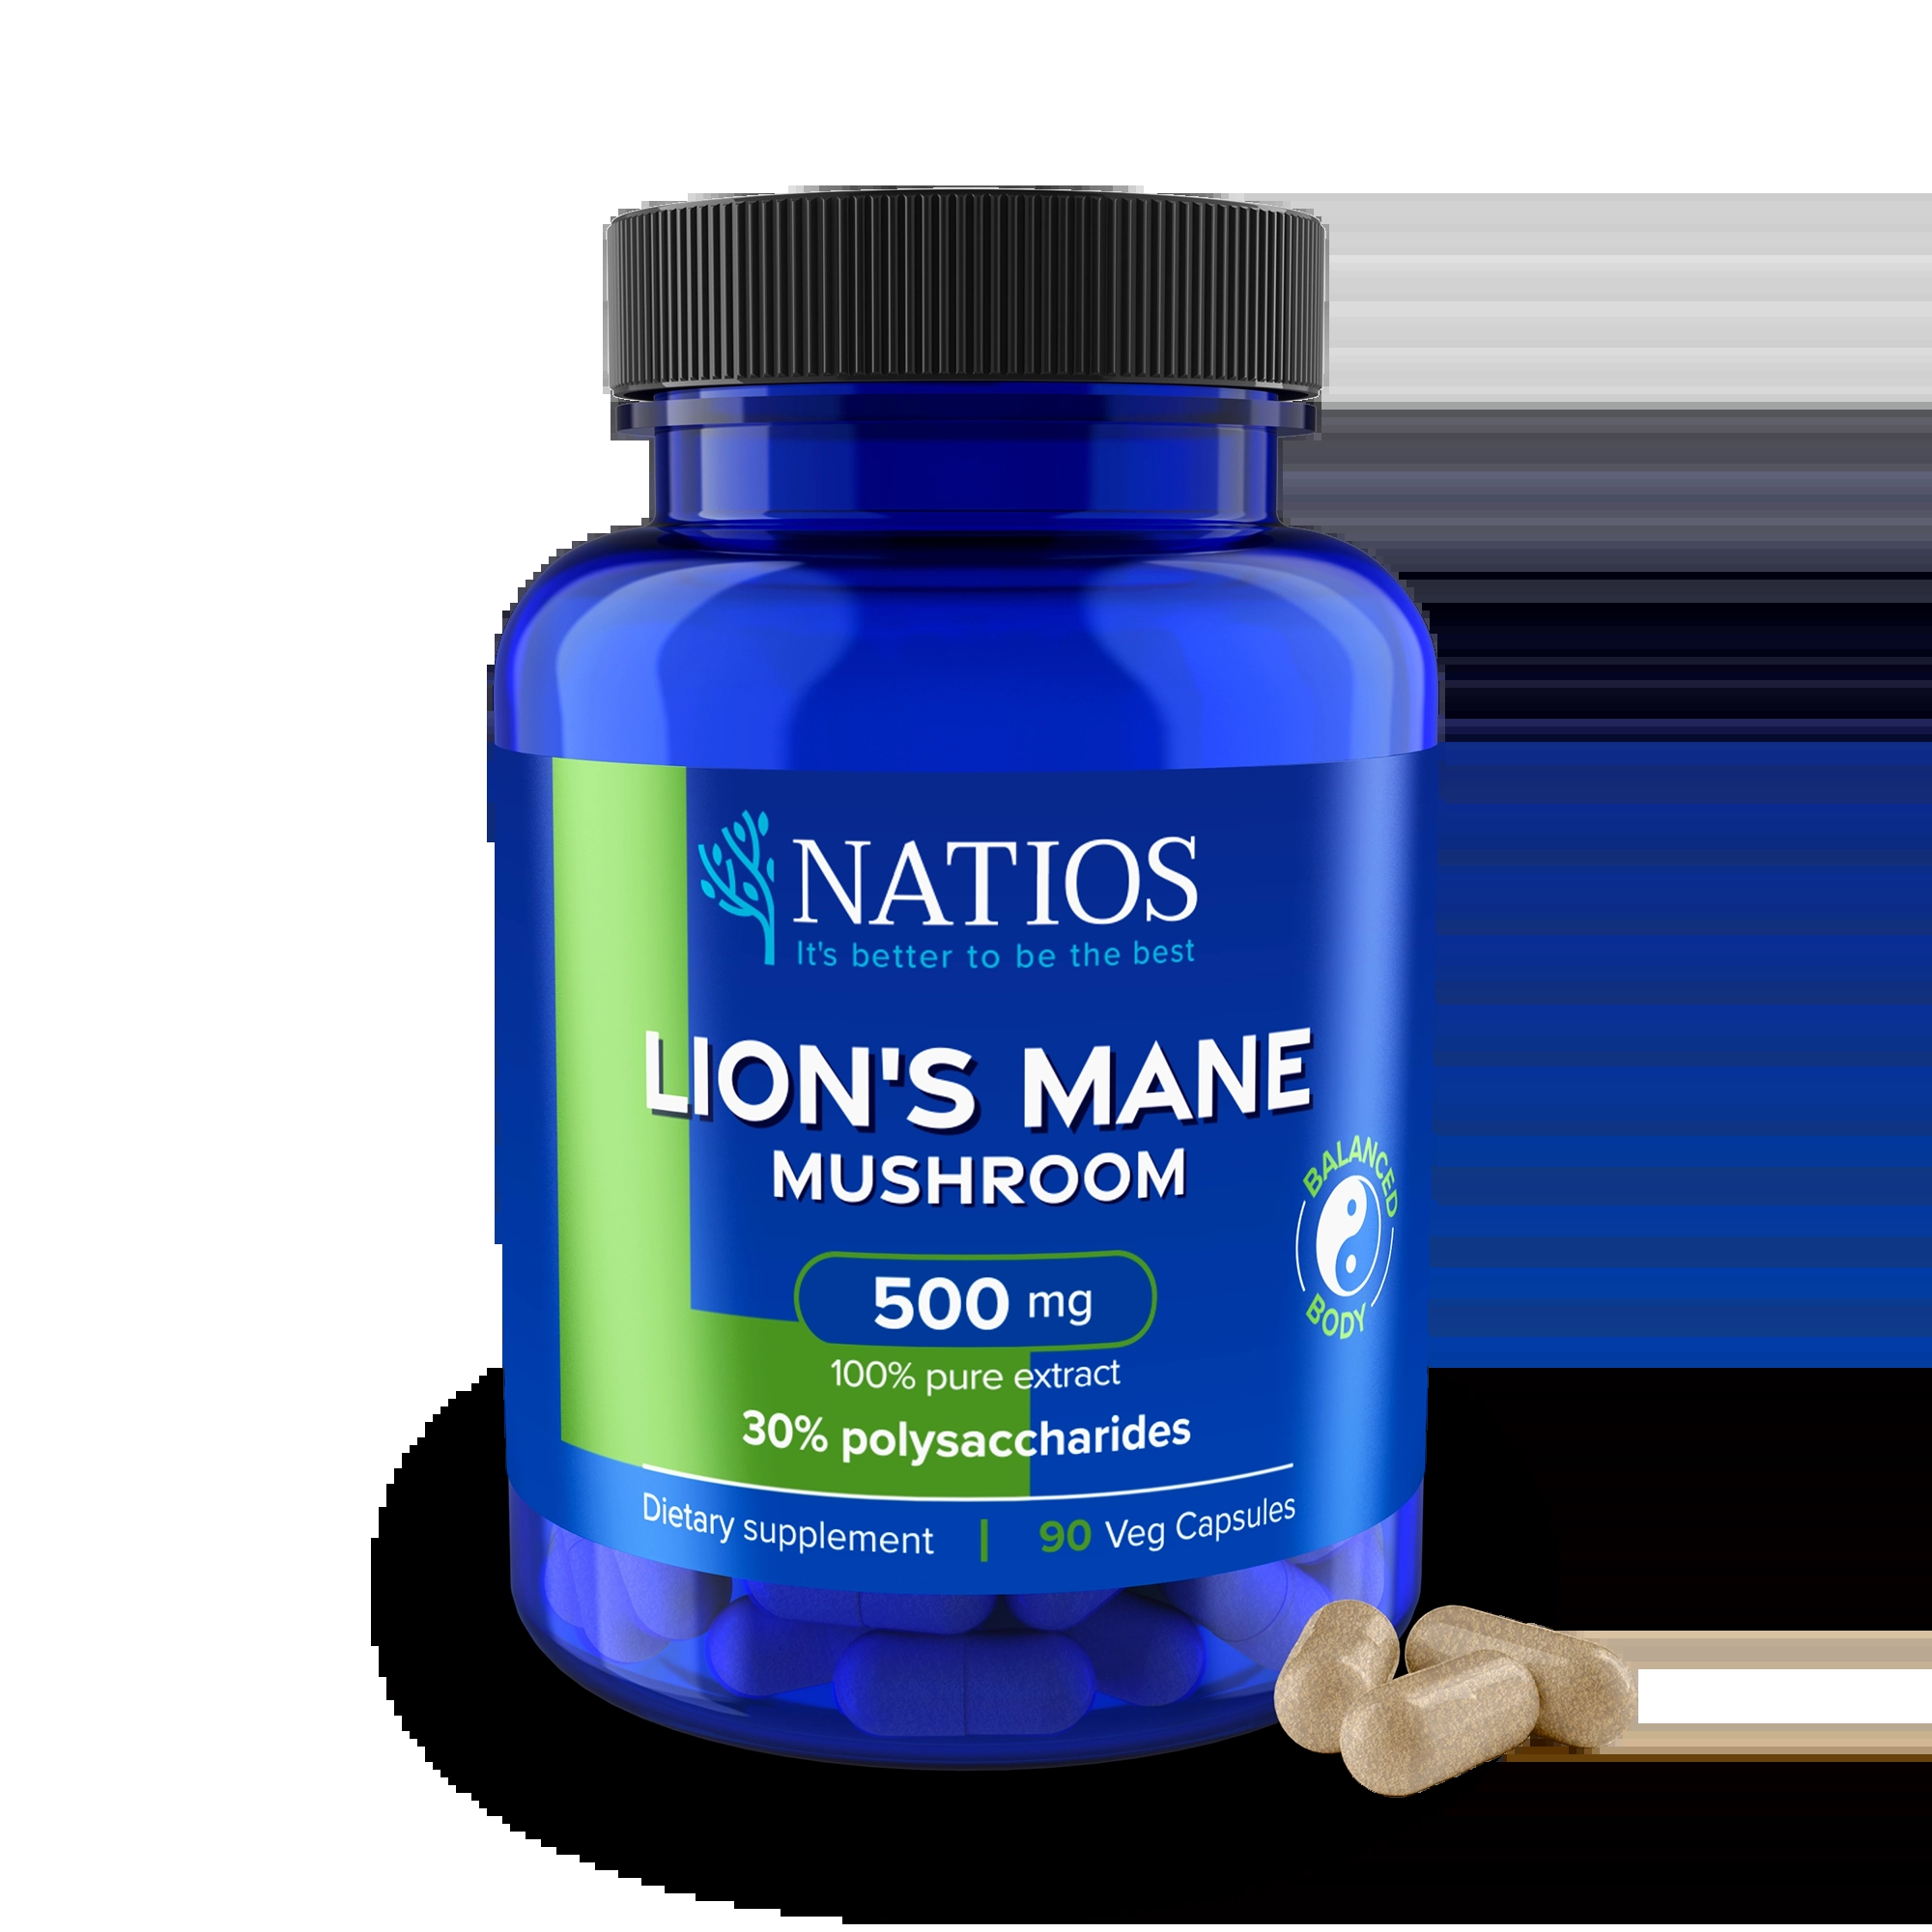 NATIOS
It's better to be the best
LION'S MANE
MUSHROOM
500 mg
100% pure extract
30% polysaccharides
Dietary supplement | 90 Veg Capsules
BALANCED
BODY